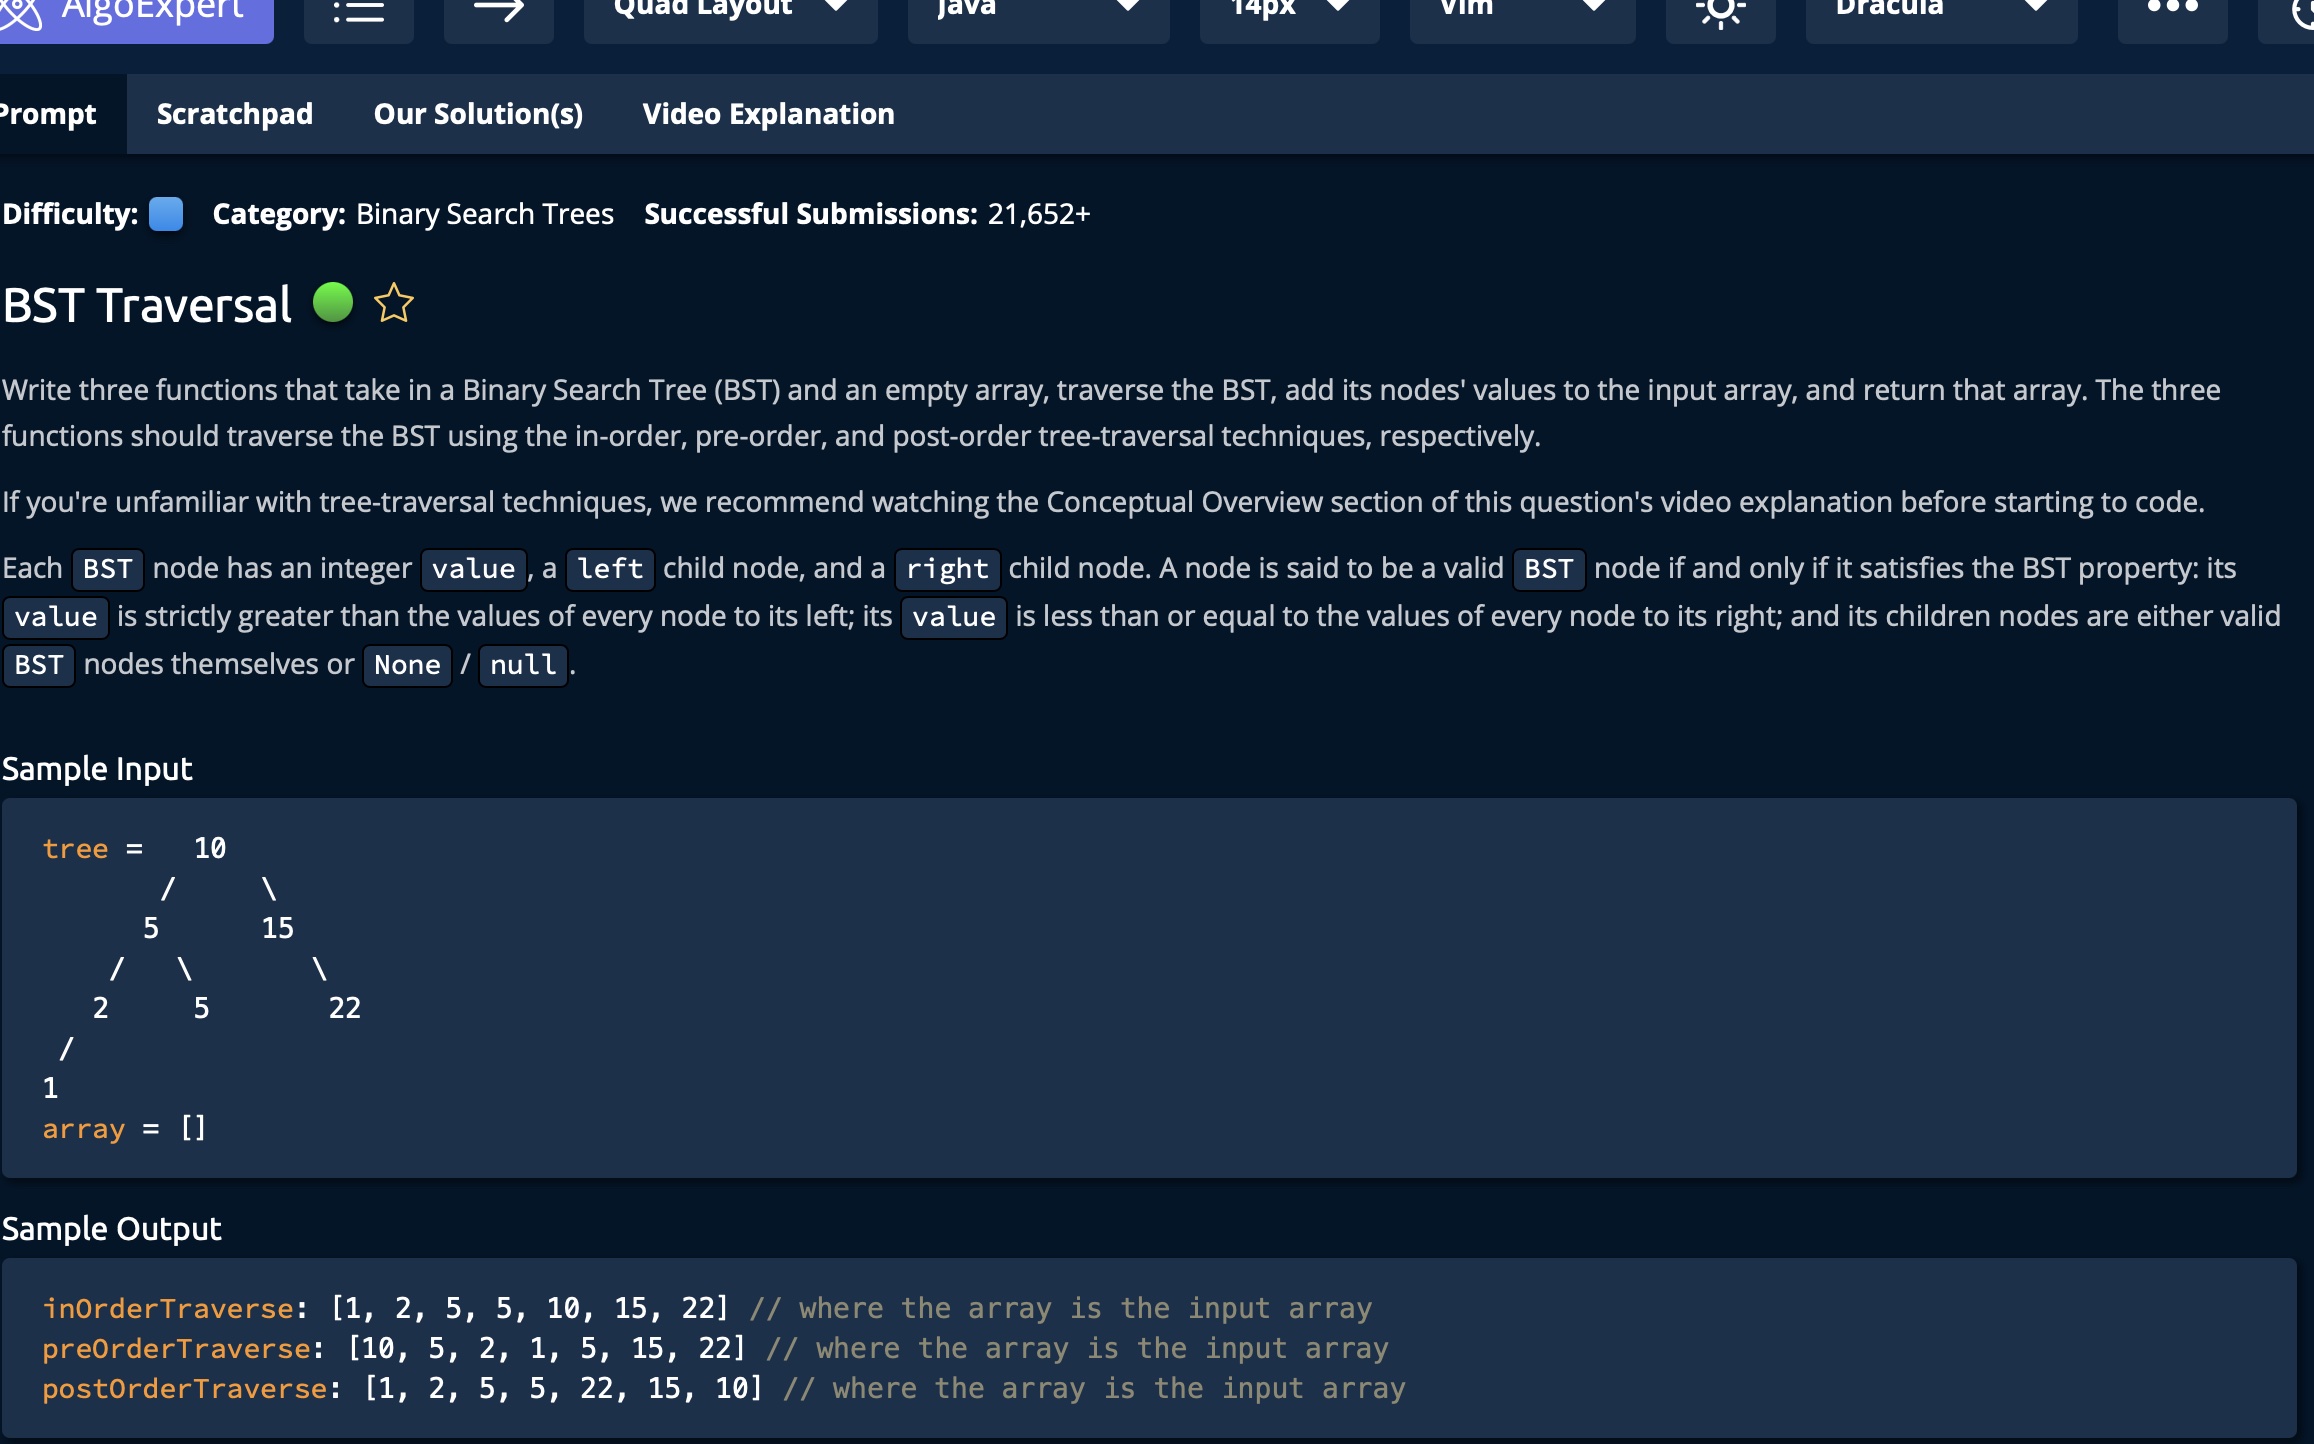 AlgoExpert Quad Layout Java 14px Vim Dracula
Prompt Scratchpad Our Solution(s) Video Explanation
Difficulty: Category: Binary Search Trees Successful Submissions: 21,652+
BST Traversal
Write three functions that take in a Binary Search Tree (BST) and an empty array, traverse the BST, add its nodes' values to the input array, and return that array. The three
functions should traverse the BST using the in-order, pre-order, and post-order tree-traversal techniques, respectively.
If you're unfamiliar with tree-traversal techniques, we recommend watching the Conceptual Overview section of this question's video explanation before starting to code.
Each BST node has an integer value, a left child node, and a right child node. A node is said to be a valid BST node if and only if it satisfies the BST property: its
value is strictly greater than the values of every node to its left; its value is less than or equal to the values of every node to its right; and its children nodes are either valid
BST nodes themselves or None / null.
Sample Input
tree =   10
       /     \
      5      15
    /   \       \
   2     5       22
 /
1
array = []
Sample Output
inOrderTraverse: [1, 2, 5, 5, 10, 15, 22] // where the array is the input array
preOrderTraverse: [10, 5, 2, 1, 5, 15, 22] // where the array is the input array
postOrderTraverse: [1, 2, 5, 5, 22, 15, 10] // where the array is the input array